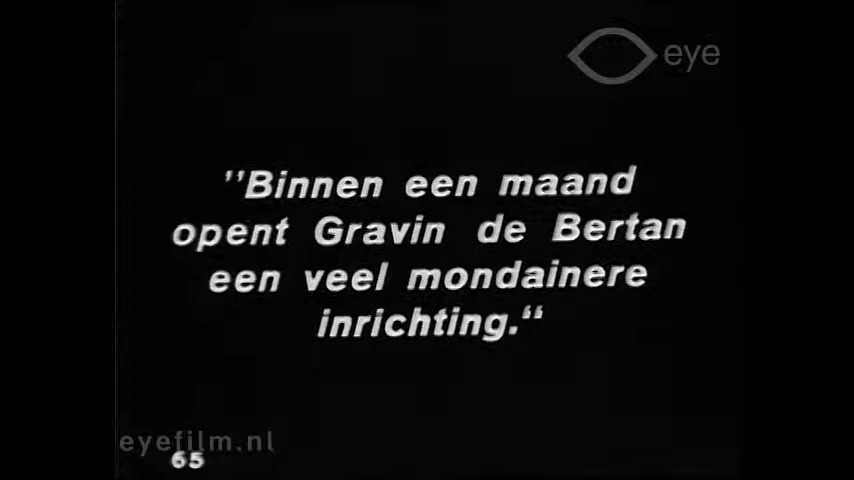 eye
"Binnen een maand
opent Gravin de Bertan
een veel mondainere
inrichting."
eyefilm.nl
65